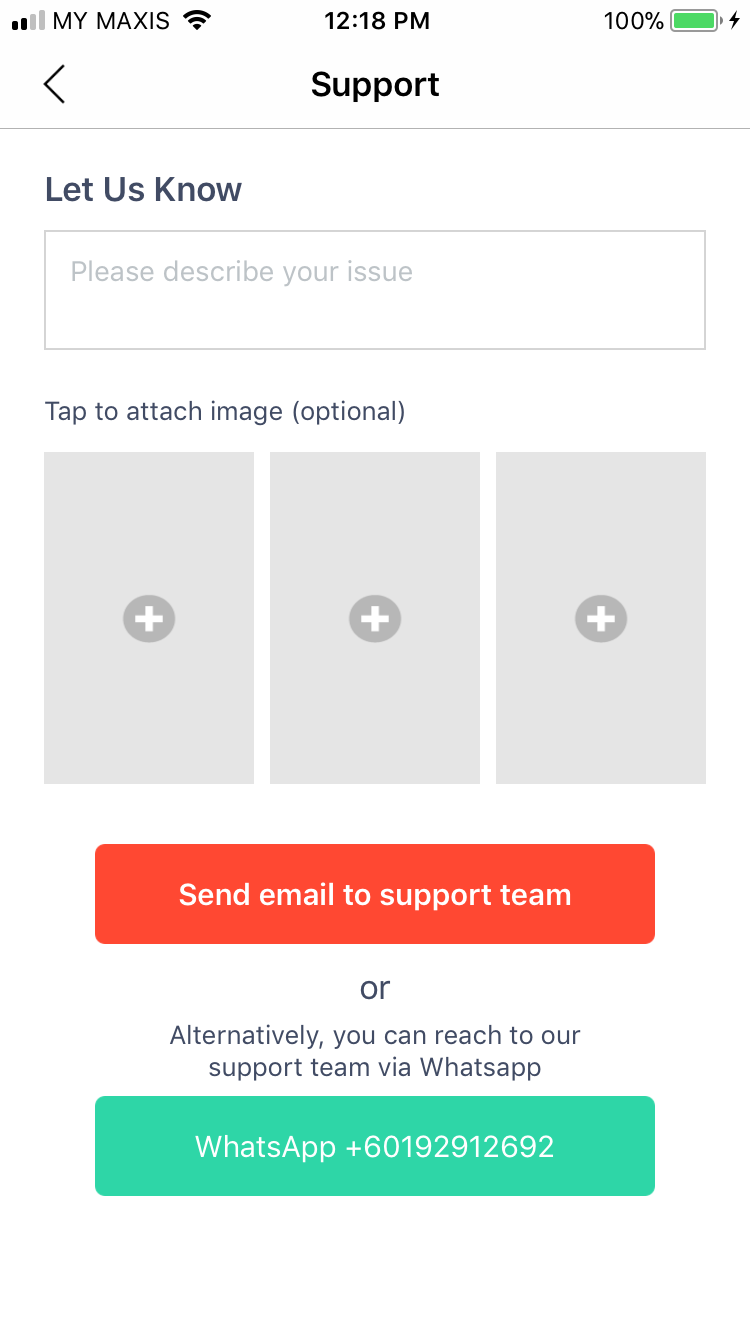 MY MAXIS 12:18 PM 100%
Support
Let Us Know
Please describe your issue
Tap to attach image (optional)
Send email to support team
or
Alternatively, you can reach to our
support team via Whatsapp
WhatsApp +60192912692